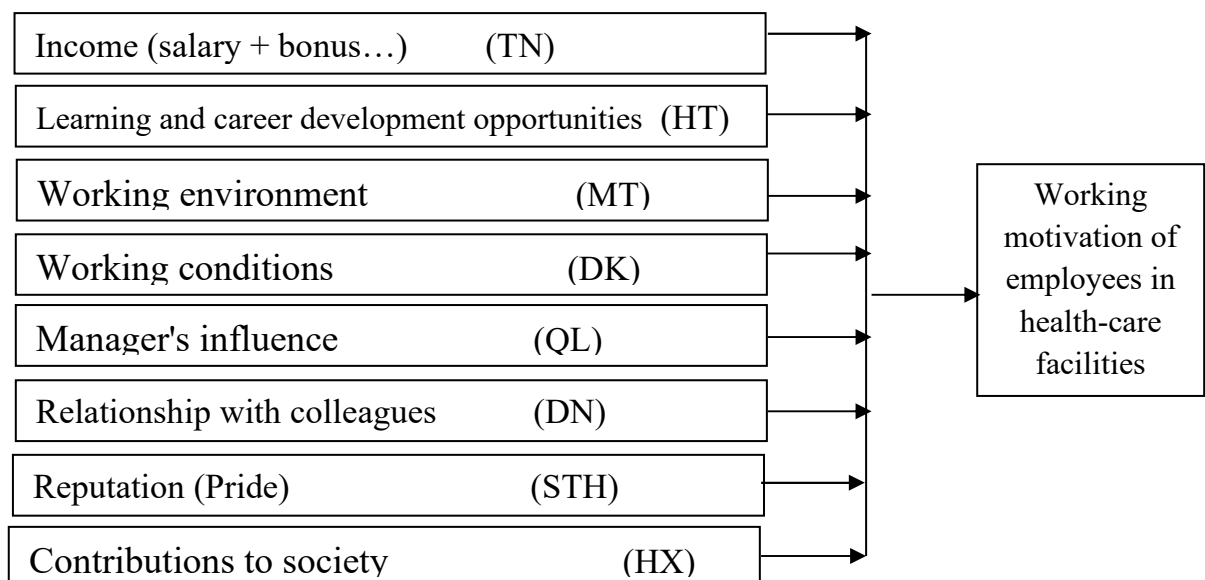 Income (salary + bonus…) (TN)
Learning and career development opportunities (HT)
Working environment (MT)
Working conditions (DK)
Manager's influence (QL)
Relationship with colleagues (DN)
Reputation (Pride) (STH)
Contributions to society (HX)
Working
motivation of
employees in
health-care
facilities